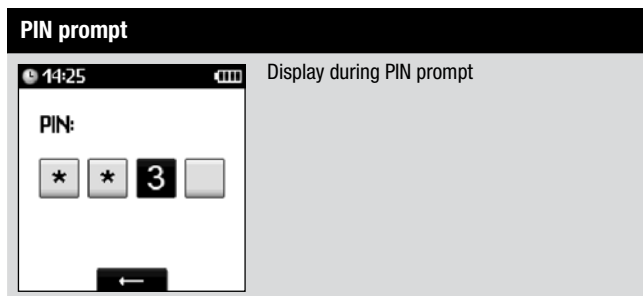 PIN prompt
14:25
Display during PIN prompt
PIN:
* * 3